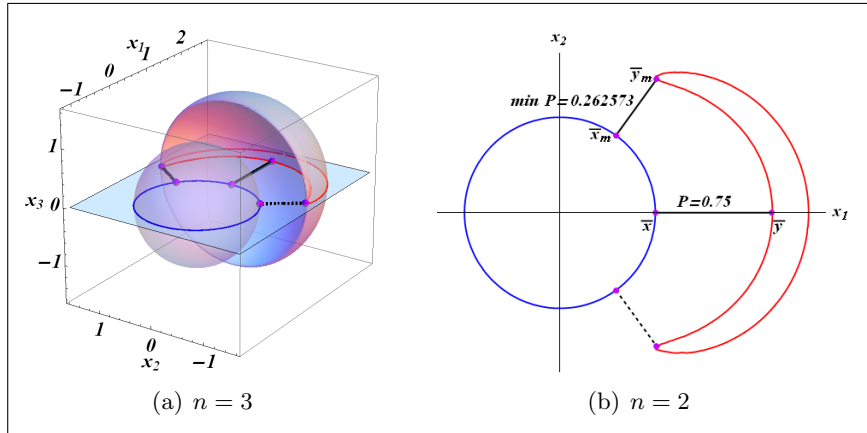 x₁
−1 0 1 2
1
x₃ 0
−1
1 0 −1
x₂
(a) n = 3
x₂
ȳₘ
min P=0.262573
x̄ₘ
P=0.75
x̄ ȳ x₁
(b) n = 2